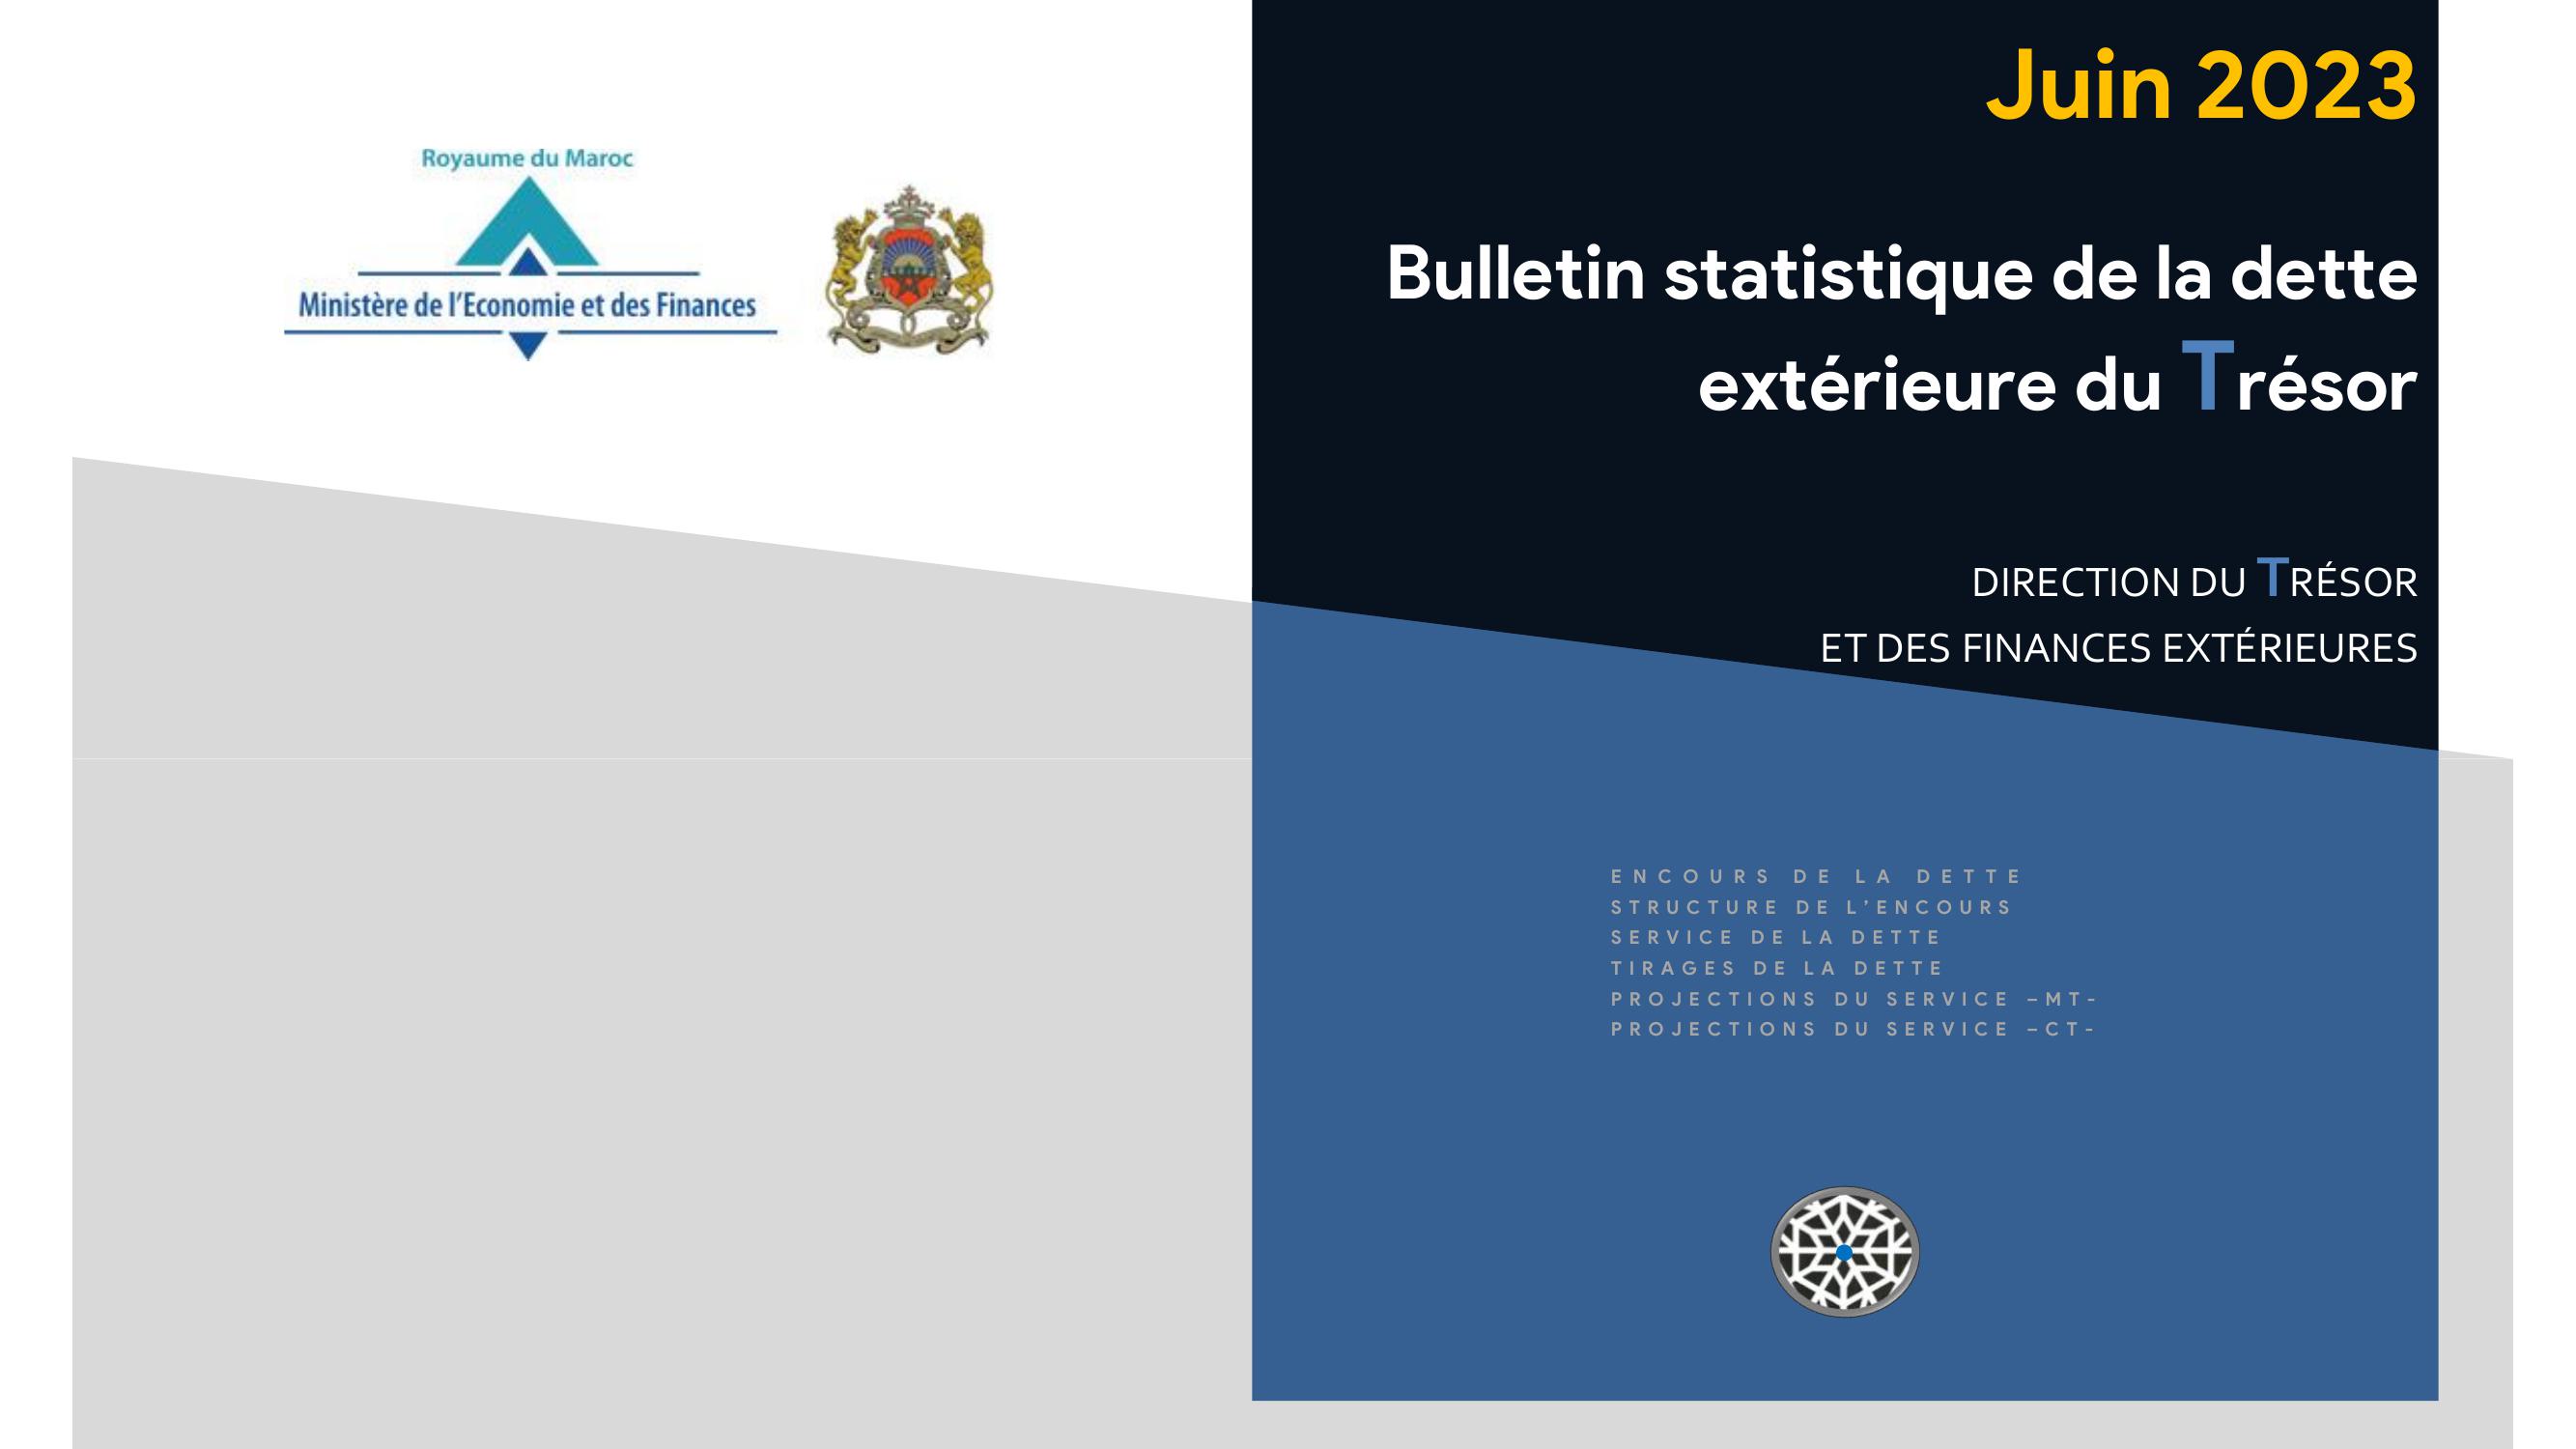 Royaume du Maroc
Ministère de l'Economie et des Finances
Juin 2023
Bulletin statistique de la dette
extérieure du Trésor
DIRECTION DU TRÉSOR
ET DES FINANCES EXTÉRIEURES
ENCOURS DE LA DETTE
STRUCTURE DE L’ENCOURS
SERVICE DE LA DETTE
TIRAGES DE LA DETTE
PROJECTIONS DU SERVICE –MT-
PROJECTIONS DU SERVICE –CT-